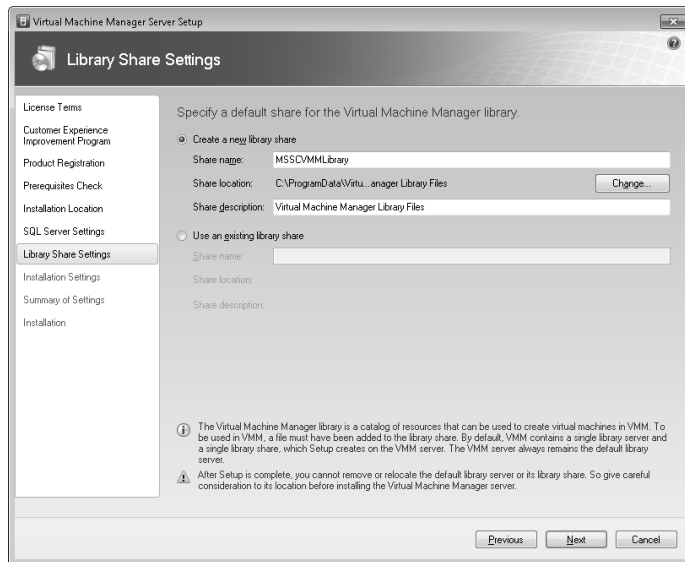 Virtual Machine Manager Server Setup
Library Share Settings
License Terms
Customer Experience
Improvement Program
Product Registration
Prerequisites Check
Installation Location
SQL Server Settings
Library Share Settings
Installation Settings
Summary of Settings
Installation
Specify a default share for the Virtual Machine Manager library.
Create a new library share
Share name: MSSCVMMLibrary
Share location: C:\ProgramData\Virtu...anager Library Files Change...
Share description: Virtual Machine Manager Library Files
Use an existing library share
Share name:
Share location:
Share description:
The Virtual Machine Manager library is a catalog of resources that can be used to create virtual machines in VMM. To
be used in VMM, a file must have been added to the library share. By default, VMM contains a single library server and
a single library share, which Setup creates on the VMM server. The VMM server always remains the default library
server.
After Setup is complete, you cannot remove or relocate the default library server or its library share. So give careful
consideration to its location before installing the Virtual Machine Manager server.
Previous Next Cancel